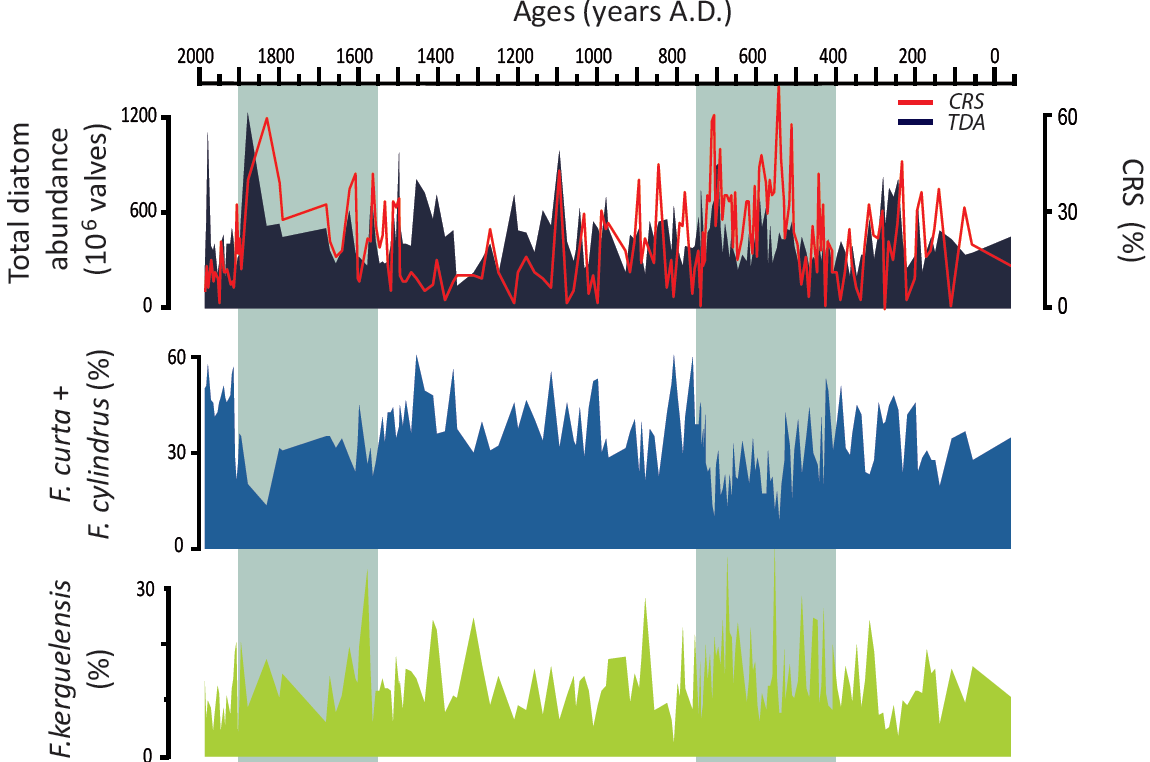 Ages (years A.D.)
2000 1800 1600 1400 1200 1000 800 600 400 200 0
CRS
TDA
Total diatom
abundance
(10⁶ valves)
1200
600
0
60
30
0
CRS (%)
F. curta +
F. cylindrus (%)
60
30
0
F.kerguelensis
(%)
30
0